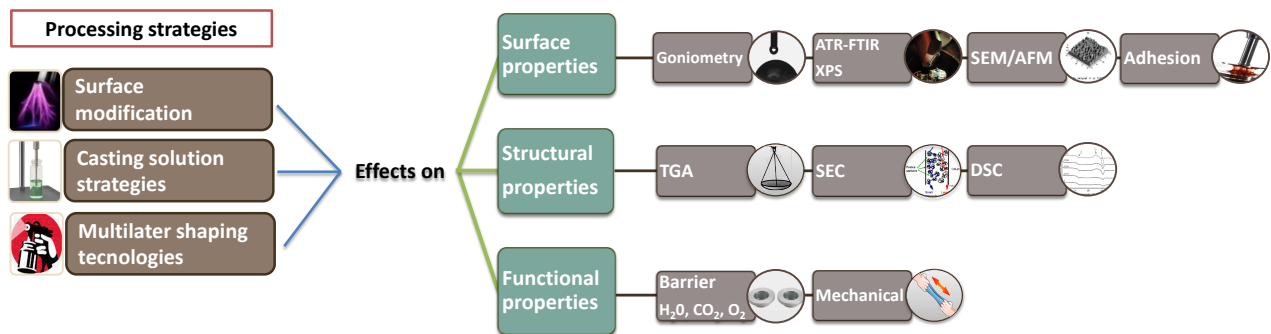 Processing strategies
Surface
modification
Casting solution
strategies
Multilater shaping
tecnologies
Effects on
Surface
properties
Goniometry
ATR-FTIR
XPS
SEM/AFM
Adhesion
Structural
properties
TGA
SEC
DSC
Functional
properties
Barrier
H₂0, CO₂, O₂
Mechanical